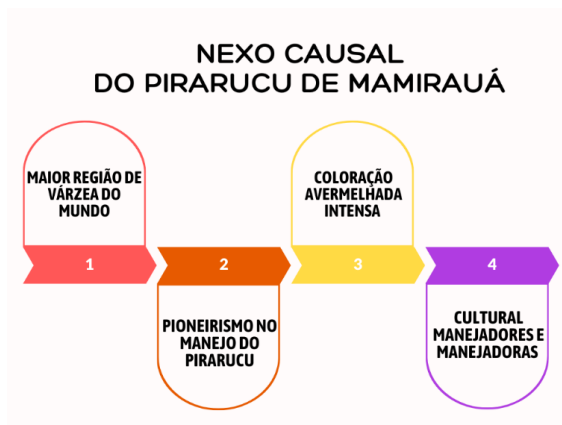 NEXO CAUSAL
DO PIRARUCU DE MAMIRAUÁ
MAIOR REGIÃO DE
VÁRZEA DO
MUNDO
1
2
PIONEIRISMO NO
MANEJO DO
PIRARUCU
COLORAÇÃO
AVERMELHADA
INTENSA
3
4
CULTURAL
MANEJADORES E
MANEJADORAS